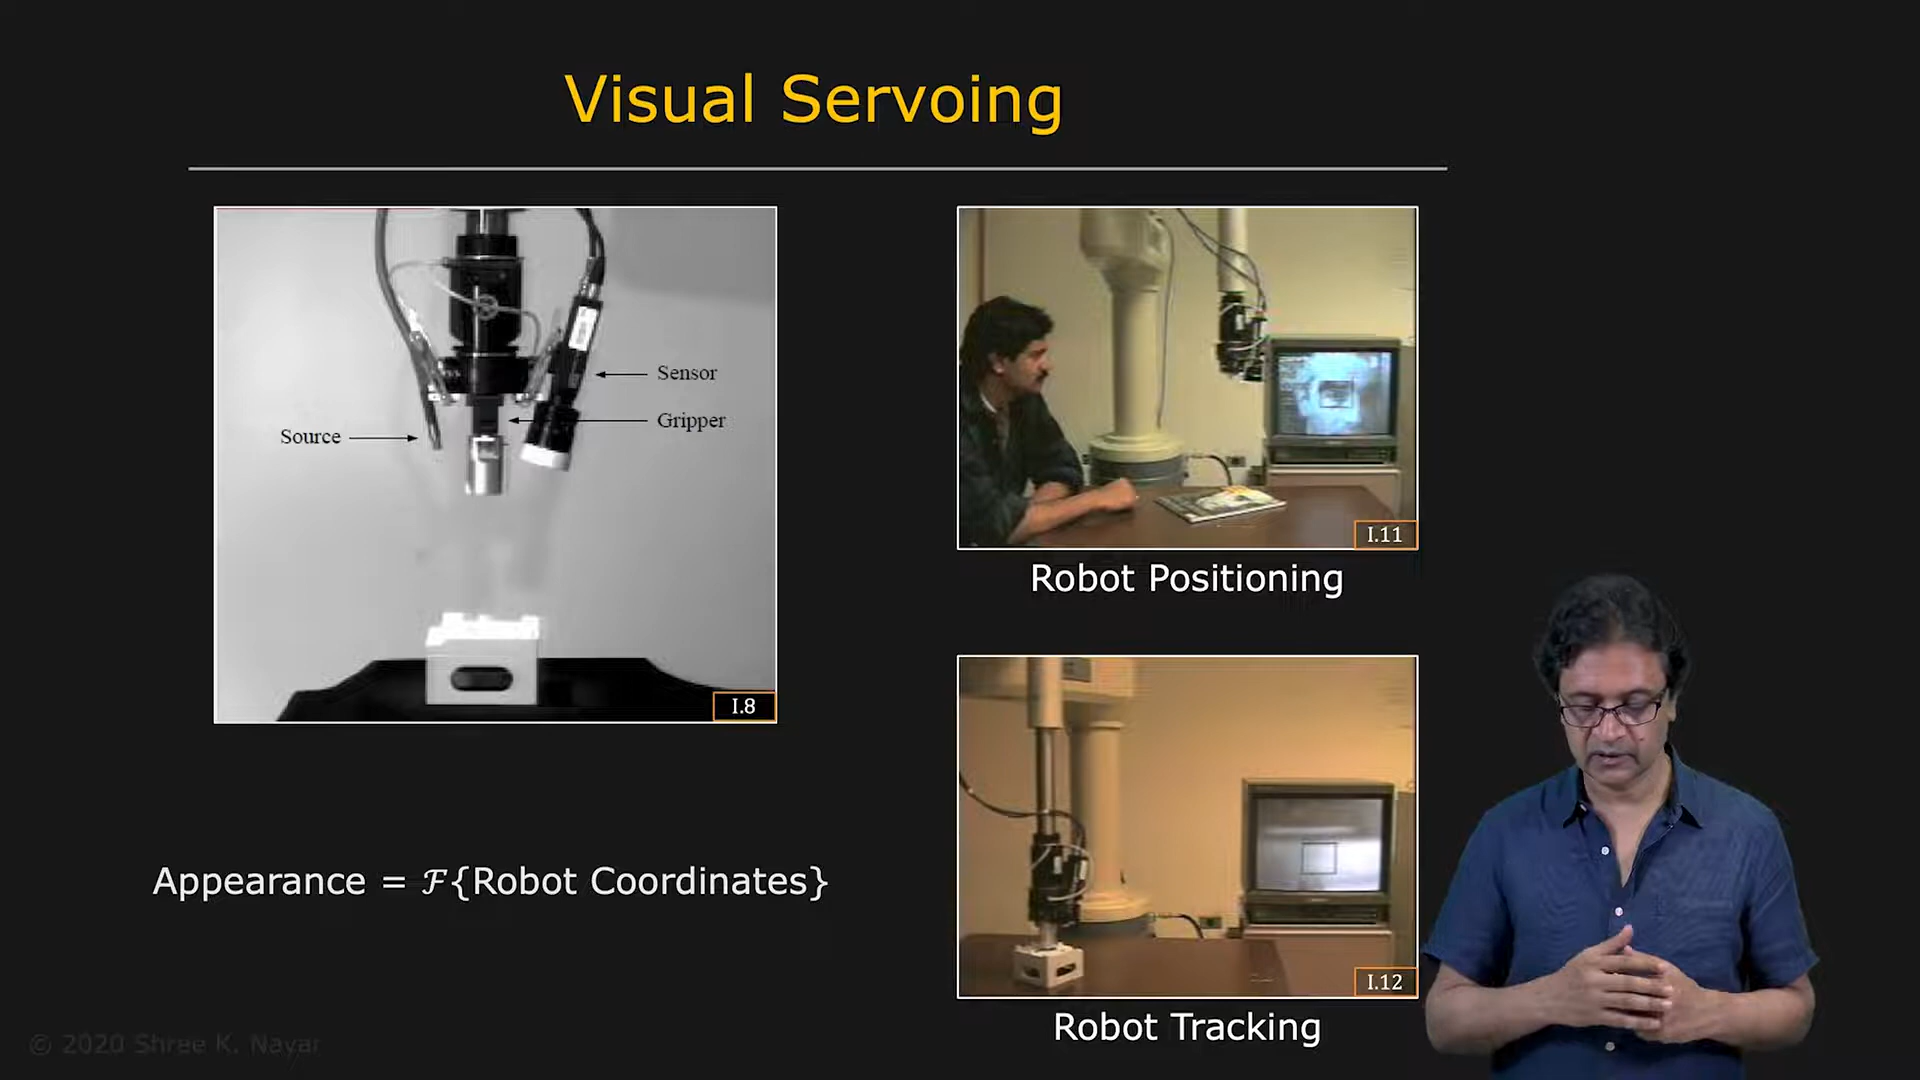 Visual Servoing
Sensor
Gripper
Source
I.8
I.11
Robot Positioning
I.12
Robot Tracking
Appearance = ℱ{Robot Coordinates}
© 2020 Shree K. Nayar